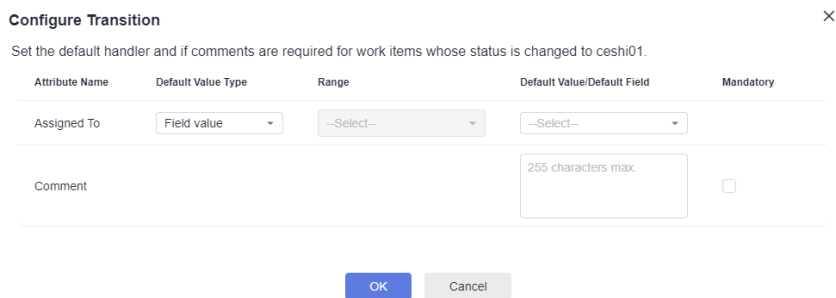 Configure Transition
Set the default handler and if comments are required for work items whose status is changed to ceshi01.
Attribute Name Default Value Type Range Default Value/Default Field Mandatory
Assigned To Field value --Select-- --Select--
Comment 255 characters max.
OK Cancel